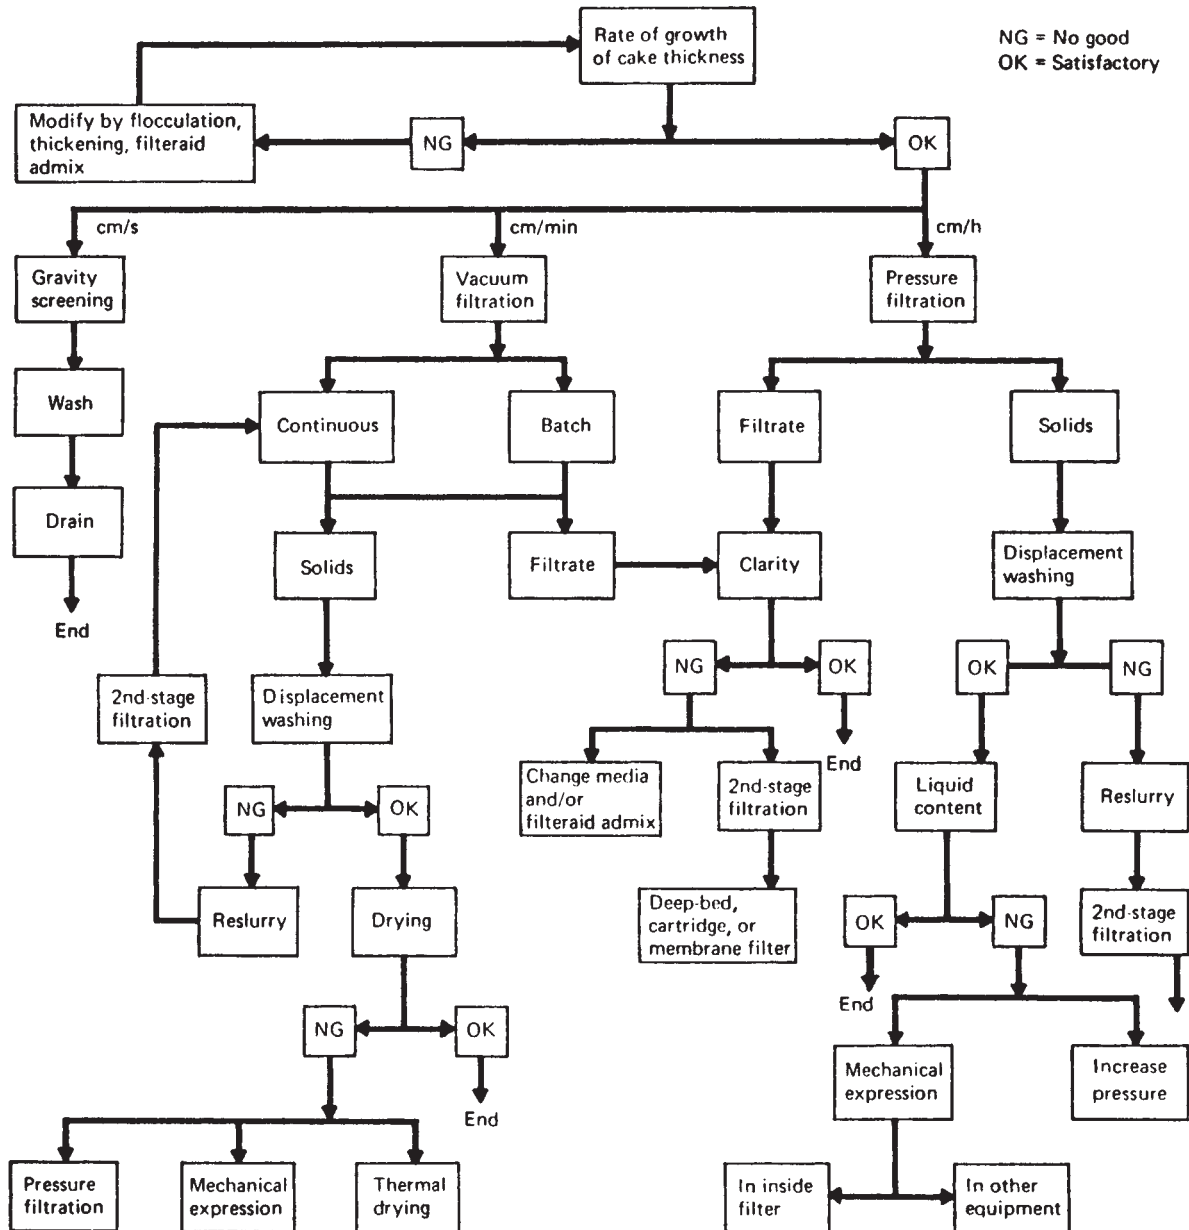 Rate of growth
of cake thickness
NG = No good
OK = Satisfactory
Modify by flocculation,
thickening, filteraid
admix
NG
OK
cm/s
cm/min
cm/h
Gravity
screening
Vacuum
filtration
Pressure
filtration
Wash
Continuous
Batch
Filtrate
Solids
Drain
Solids
Filtrate
Clarity
Displacement
washing
End
NG
OK
OK
NG
2nd-stage
filtration
Displacement
washing
End
Change media
and/or
filteraid admix
2nd-stage
filtration
Liquid
content
Reslurry
NG
OK
Reslurry
Drying
Deep-bed,
cartridge, or
membrane filter
OK
NG
2nd-stage
filtration
End
NG
OK
Mechanical
expression
Increase
pressure
End
Pressure
filtration
Mechanical
expression
Thermal
drying
In inside
filter
In other
equipment